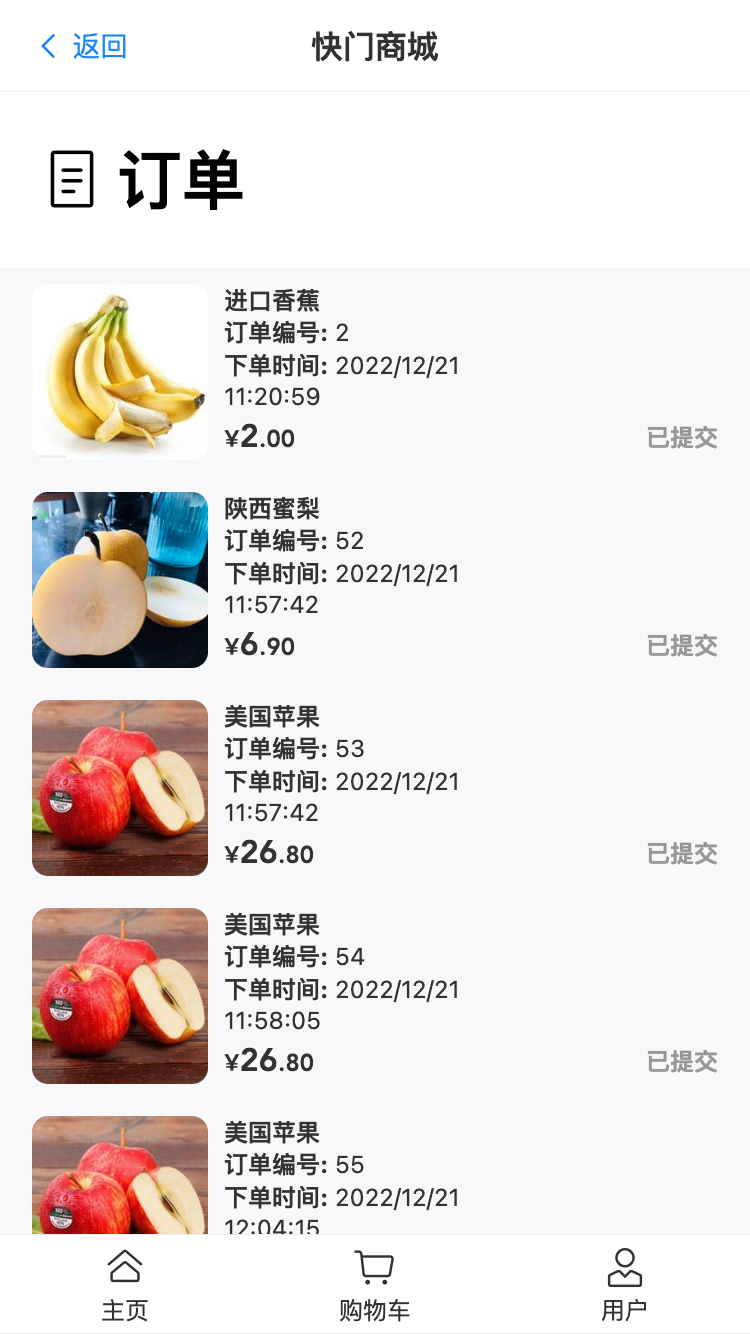 返回
快门商城
订单
进口香蕉
订单编号: 2
下单时间: 2022/12/21
11:20:59
¥2.00
已提交
陕西蜜梨
订单编号: 52
下单时间: 2022/12/21
11:57:42
¥6.90
已提交
美国苹果
订单编号: 53
下单时间: 2022/12/21
11:57:42
¥26.80
已提交
美国苹果
订单编号: 54
下单时间: 2022/12/21
11:58:05
¥26.80
已提交
美国苹果
订单编号: 55
下单时间: 2022/12/21
12:04:15
主页
购物车
用户